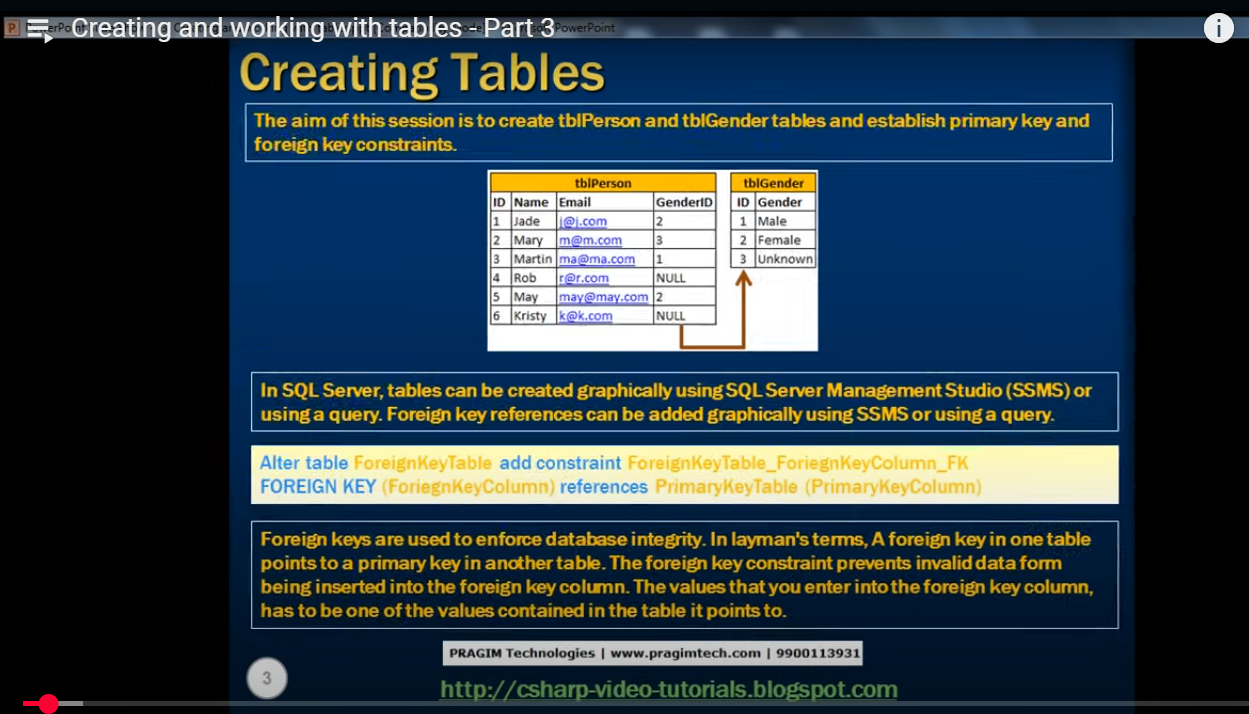 Creating and working with tables - Part 3
PowerPoint
Creating Tables
The aim of this session is to create tblPerson and tblGender tables and establish primary key and
foreign key constraints.
tblPerson
ID Name Email GenderID
1 Jade j@j.com 2
2 Mary m@m.com 3
3 Martin ma@ma.com 1
4 Rob r@r.com NULL
5 May may@may.com 2
6 Kristy k@k.com NULL
tblGender
ID Gender
1 Male
2 Female
3 Unknown
In SQL Server, tables can be created graphically using SQL Server Management Studio (SSMS) or
using a query. Foreign key references can be added graphically using SSMS or using a query.
Alter table ForeignKeyTable add constraint ForeignKeyTable_ForiegnKeyColumn_FK
FOREIGN KEY (ForiegnKeyColumn) references PrimaryKeyTable (PrimaryKeyColumn)
Foreign keys are used to enforce database integrity. In layman's terms, A foreign key in one table
points to a primary key in another table. The foreign key constraint prevents invalid data form
being inserted into the foreign key column. The values that you enter into the foreign key column,
has to be one of the values contained in the table it points to.
PRAGIM Technologies | www.pragimtech.com | 9900113931
3
http://csharp-video-tutorials.blogspot.com